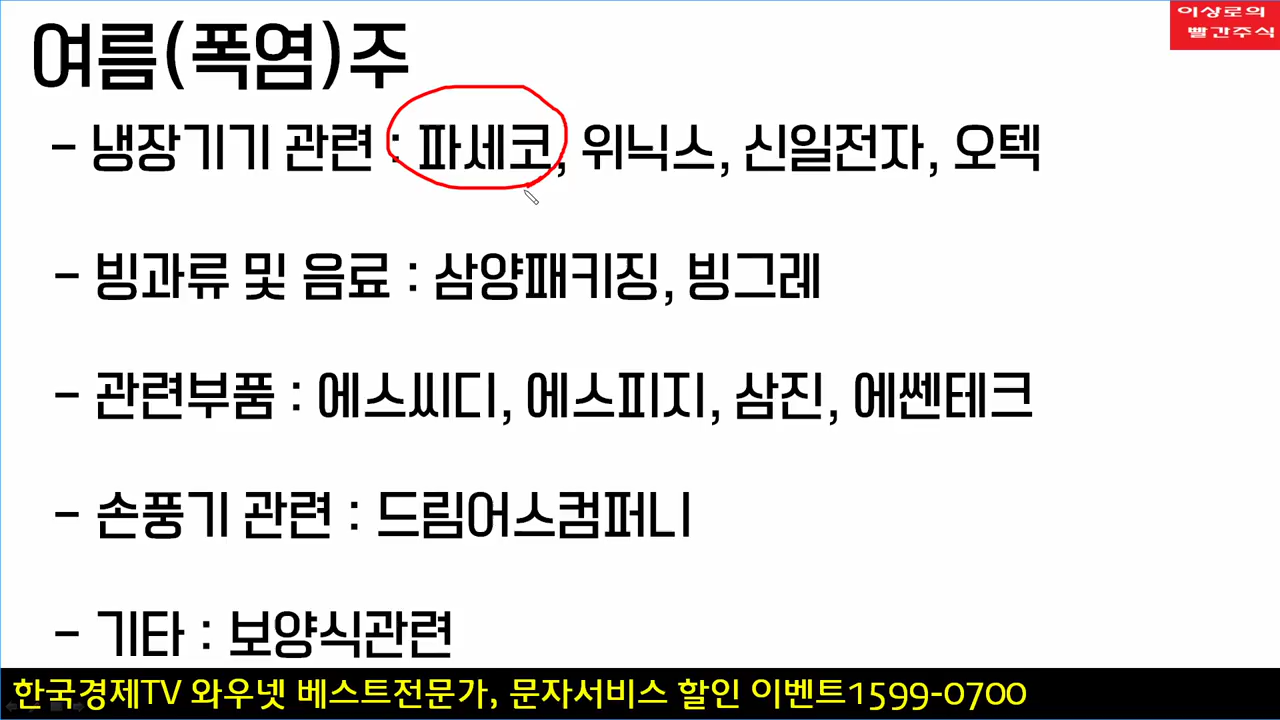 이상로의
빨간주식
여름(폭염)주
- 냉장기기 관련 : 파세코, 위닉스, 신일전자, 오텍
- 빙과류 및 음료 : 삼양패키징, 빙그레
- 관련부품 : 에스씨디, 에스피지, 삼진, 에쎈테크
- 손풍기 관련 : 드림어스컴퍼니
- 기타 : 보양식관련
한국경제TV 와우넷 베스트전문가, 문자서비스 할인 이벤트1599-0700